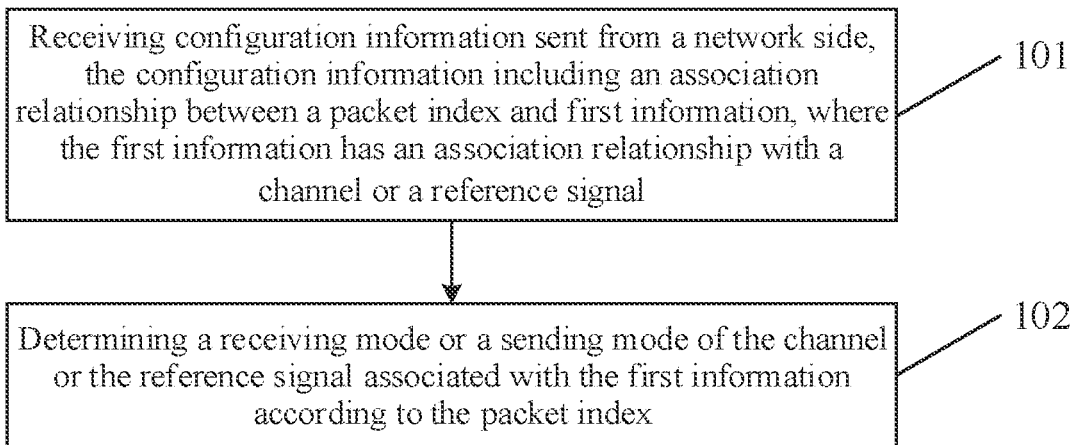 Receiving configuration information sent from a network side,
the configuration information including an association
relationship between a packet index and first information, where
the first information has an association relationship with a
channel or a reference signal
101
Determining a receiving mode or a sending mode of the channel
or the reference signal associated with the first information
according to the packet index
102